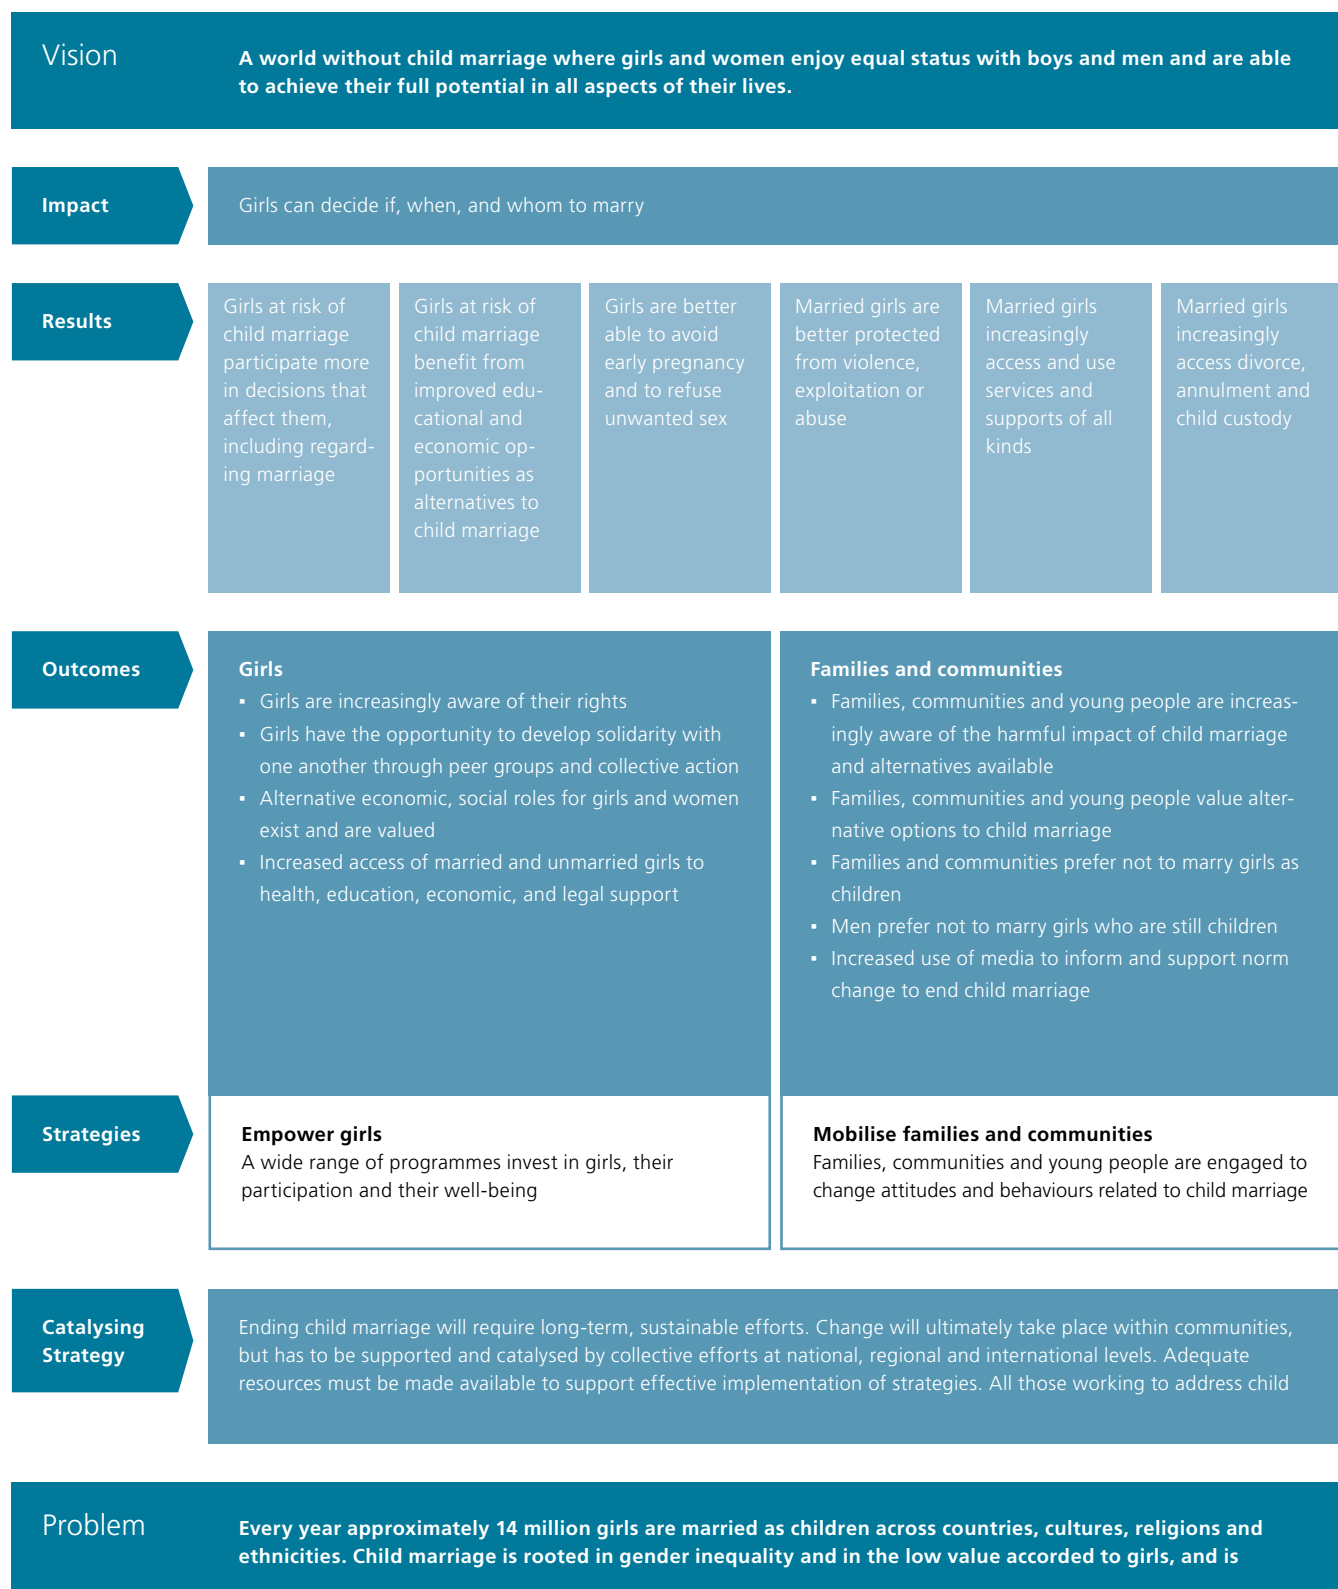 Vision
A world without child marriage where girls and women enjoy equal status with boys and men and are able
to achieve their full potential in all aspects of their lives.
Impact
Girls can decide if, when, and whom to marry
Results
Girls at risk of
child marriage
participate more
in decisions that
affect them,
including regard-
ing marriage
Girls at risk of
child marriage
benefit from
improved edu-
cational and
economic op-
portunities as
alternatives to
child marriage
Girls are better
able to avoid
early pregnancy
and to refuse
unwanted sex
Married girls are
better protected
from violence,
exploitation or
abuse
Married girls
increasingly
access and use
services and
supports of all
kinds
Married girls
increasingly
access divorce,
annulment and
child custody
Outcomes
Girls
▪ Girls are increasingly aware of their rights
▪ Girls have the opportunity to develop solidarity with
one another through peer groups and collective action
▪ Alternative economic, social roles for girls and women
exist and are valued
▪ Increased access of married and unmarried girls to
health, education, economic, and legal support
Families and communities
▪ Families, communities and young people are increas-
ingly aware of the harmful impact of child marriage
and alternatives available
▪ Families, communities and young people value alter-
native options to child marriage
▪ Families and communities prefer not to marry girls as
children
▪ Men prefer not to marry girls who are still children
▪ Increased use of media to inform and support norm
change to end child marriage
Strategies
Empower girls
A wide range of programmes invest in girls, their
participation and their well-being
Mobilise families and communities
Families, communities and young people are engaged to
change attitudes and behaviours related to child marriage
Catalysing
Strategy
Ending child marriage will require long-term, sustainable efforts. Change will ultimately take place within communities,
but has to be supported and catalysed by collective efforts at national, regional and international levels. Adequate
resources must be made available to support effective implementation of strategies. All those working to address child
Problem
Every year approximately 14 million girls are married as children across countries, cultures, religions and
ethnicities. Child marriage is rooted in gender inequality and in the low value accorded to girls, and is